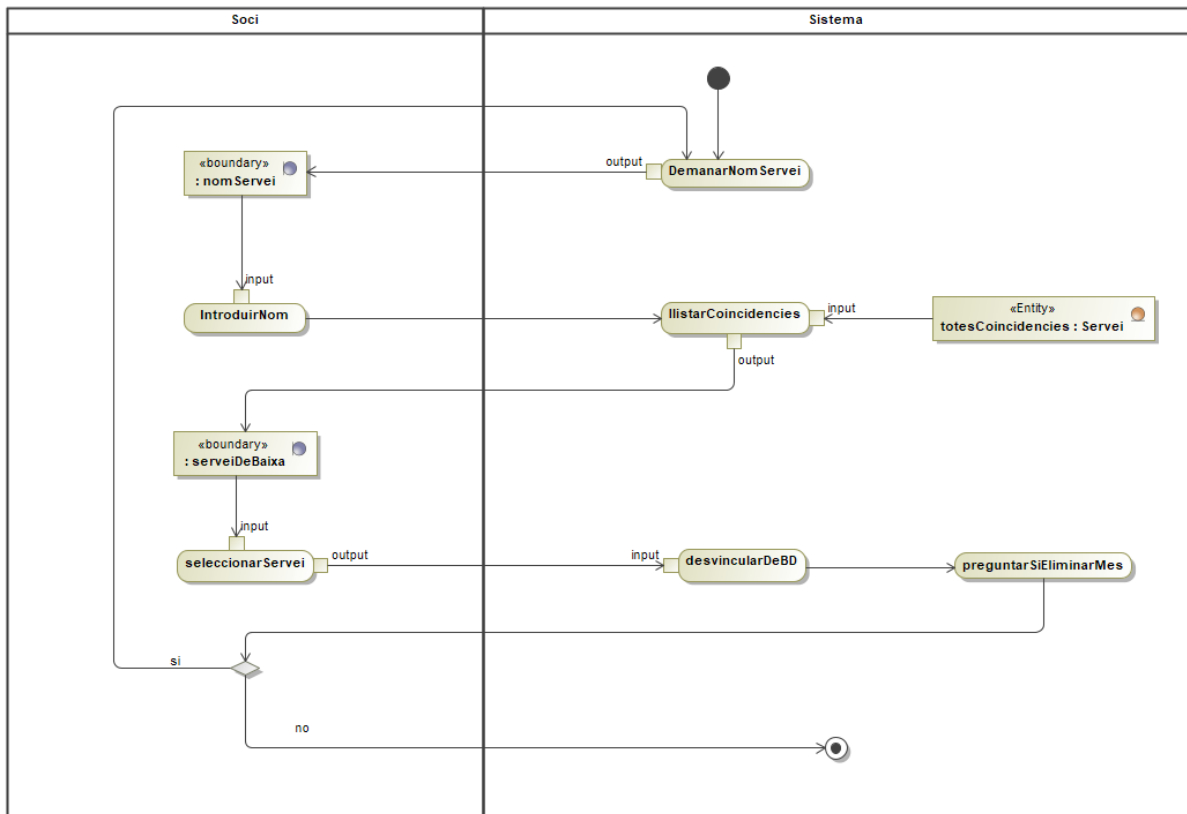 Soci
Sistema
«boundary»
: nomServei
output
DemanarNomServei
input
IntroduirNom
llistarCoincidencies
input
«Entity»
totesCoincidencies : Servei
output
«boundary»
: serveiDeBaixa
input
seleccionarServei
output
input
desvincularDeBD
preguntarSiEliminarMes
si
no